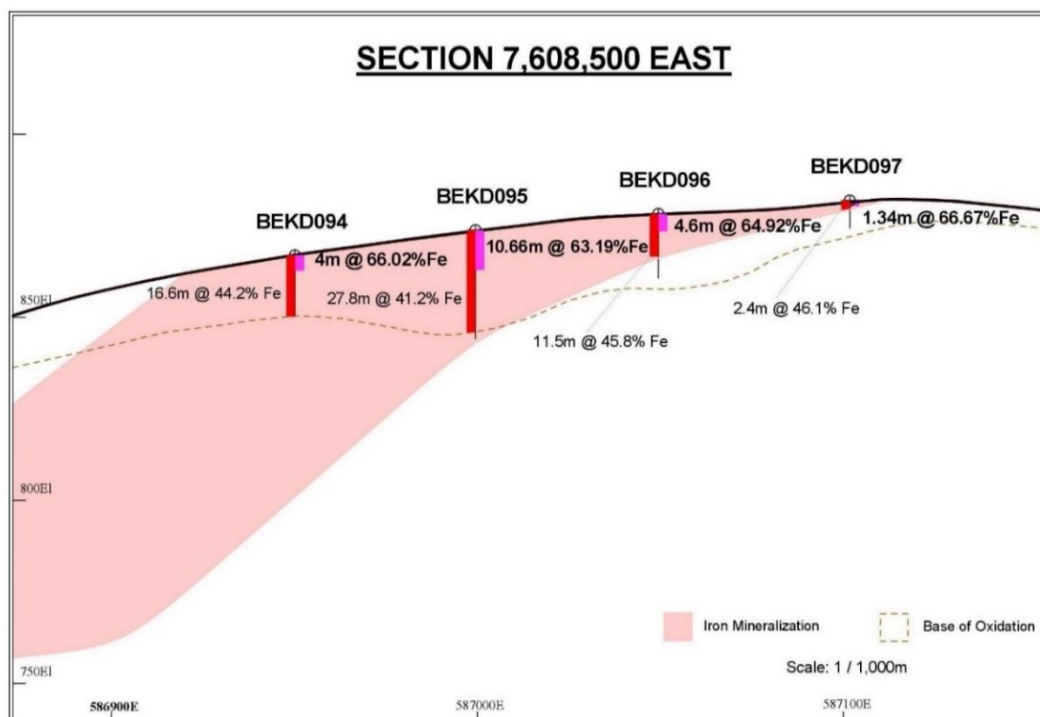 SECTION 7,608,500 EAST
BEKD097
BEKD096
BEKD095
BEKD094
1.34m @ 66.67%Fe
4.6m @ 64.92%Fe
10.66m @ 63.19%Fe
4m @ 66.02%Fe
16.6m @ 44.2% Fe
27.8m @ 41.2% Fe
2.4m @ 46.1% Fe
850El
11.5m @ 45.8% Fe
800El
Iron Mineralization
Base of Oxidation
Scale: 1 / 1,000m
750El
586900E
587000E
587100E